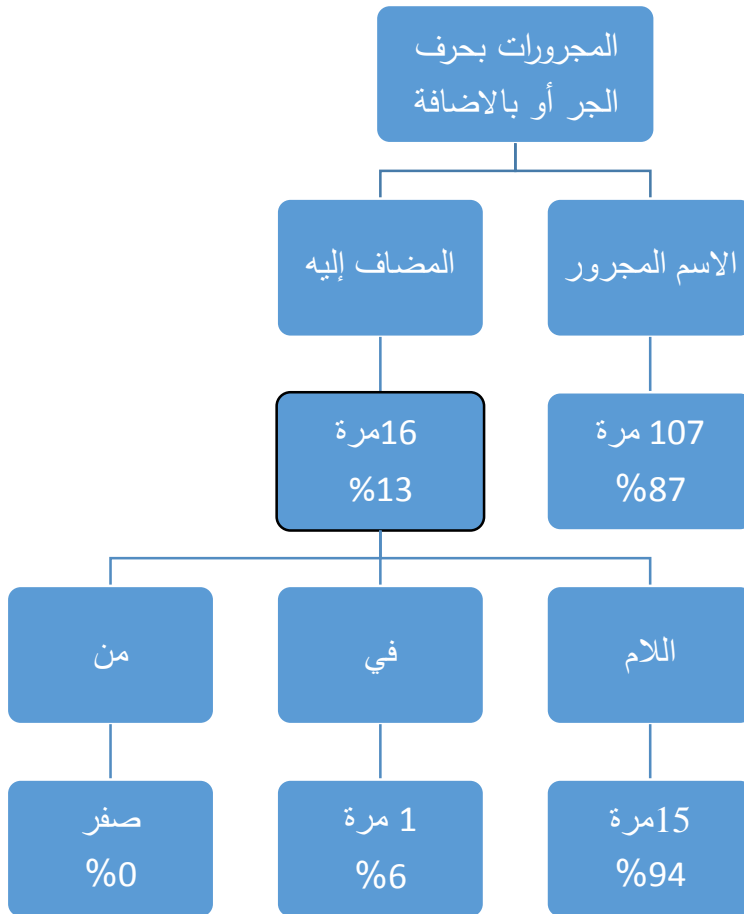 المجرورات بحرف
الجر أو بالاضافة
الاسم المجرور
المضاف إليه
107 مرة
%87
16مرة
%13
اللام
في
من
15مرة
%94
1 مرة
%6
صفر
%0